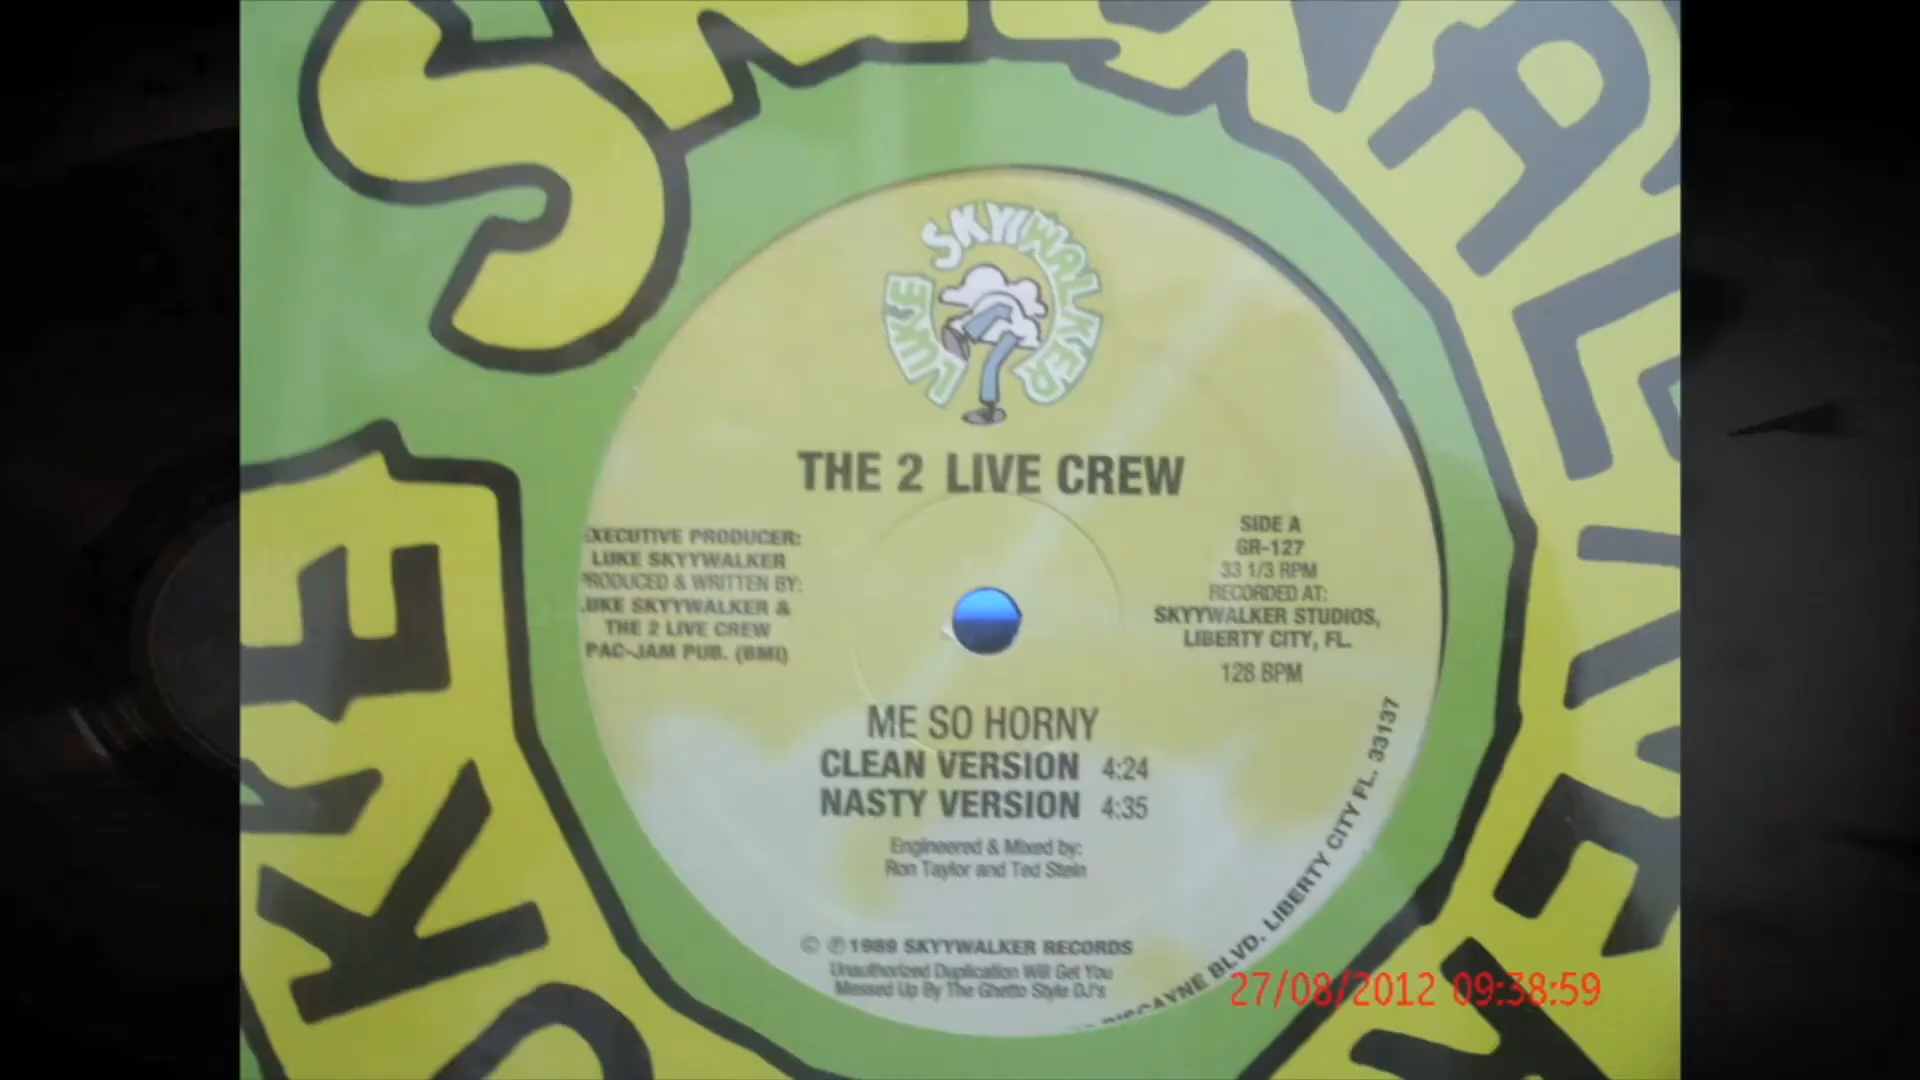 LUKE SKYYWALKER
THE 2 LIVE CREW
EXECUTIVE PRODUCER:
LUKE SKYYWALKER
PRODUCED & WRITTEN BY:
LUKE SKYYWALKER &
THE 2 LIVE CREW
PAC-JAM PUB. (BMI)
SIDE A
GR-127
33 1/3 RPM
RECORDED AT:
SKYYWALKER STUDIOS,
LIBERTY CITY, FL.
128 BPM
ME SO HORNY
CLEAN VERSION 4:24
NASTY VERSION 4:35
Engineered & Mixed by:
Ron Taylor and Ted Stein
© ℗ 1989 SKYYWALKER RECORDS
Unauthorized Duplication Will Get You
Messed Up By The Ghetto Style DJ's
BISCAYNE BLVD. LIBERTY CITY FL. 33137
27/08/2012 09:38:59